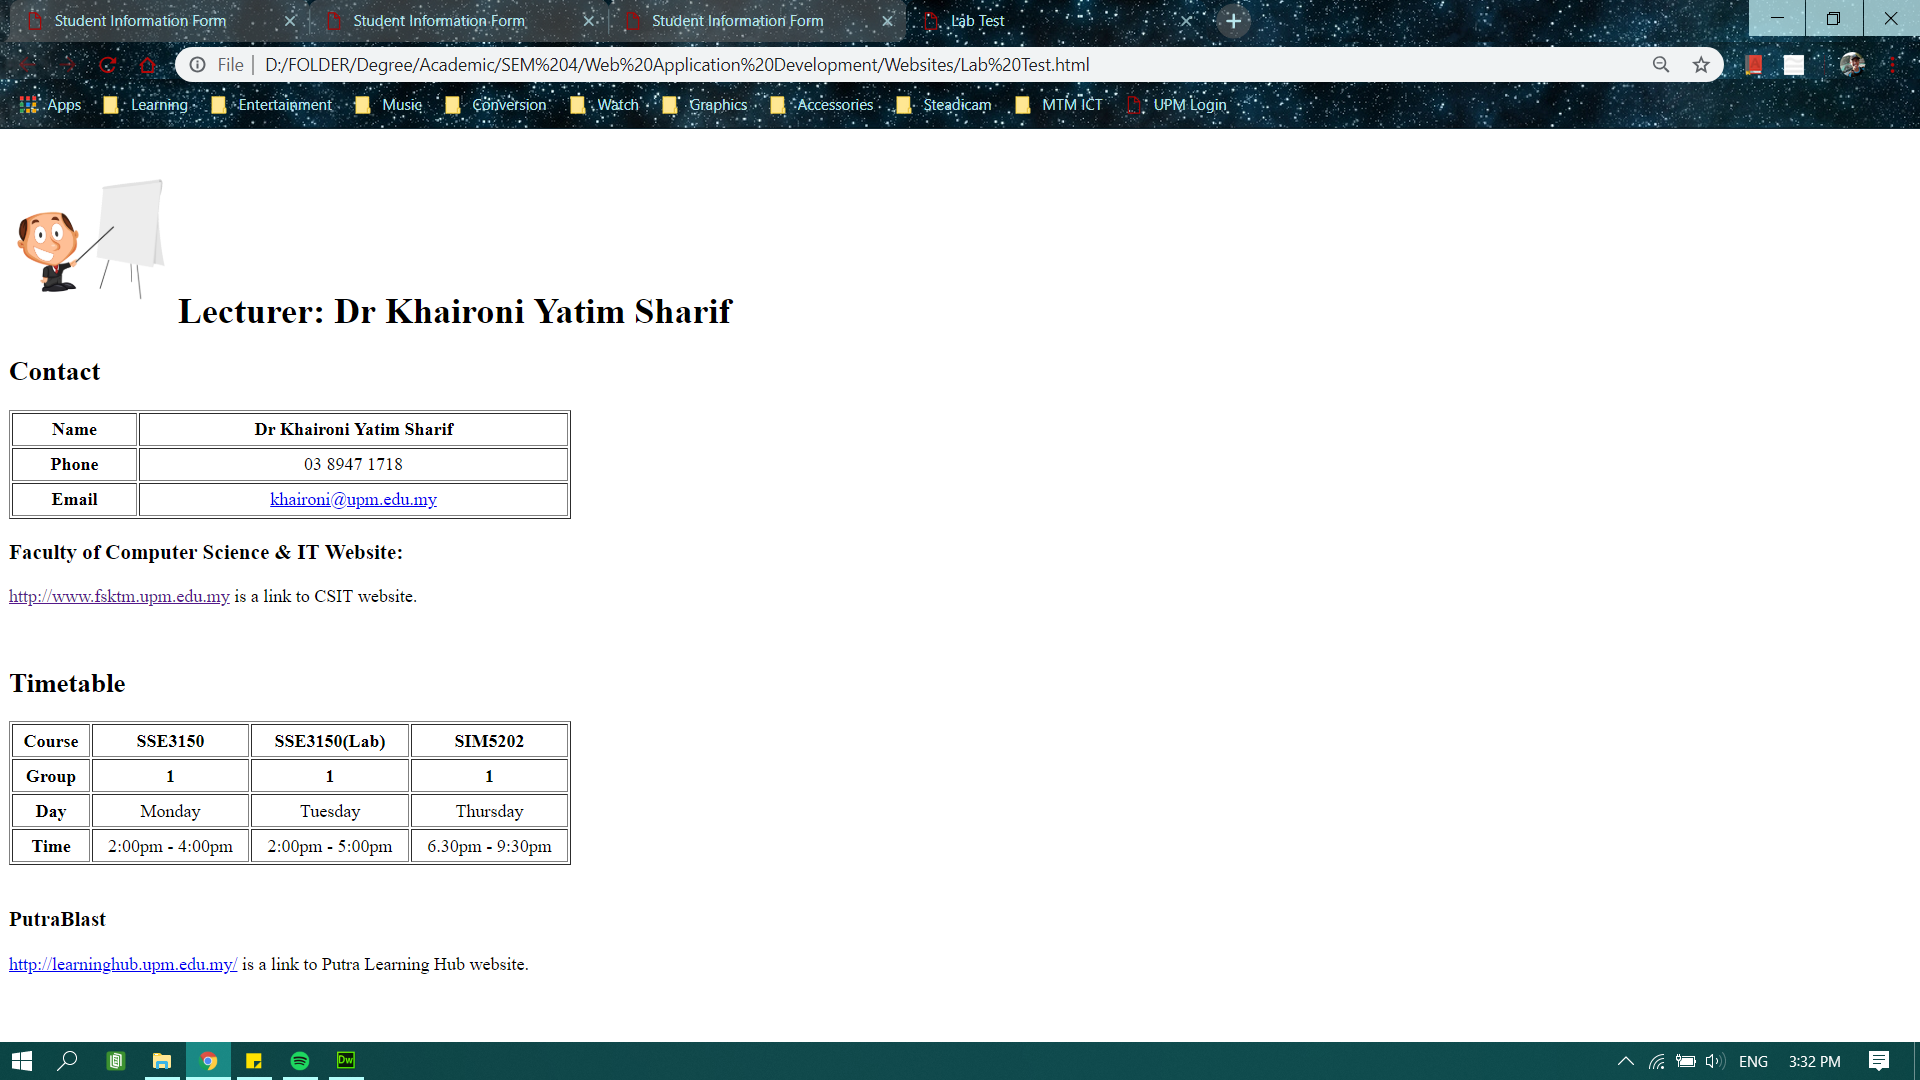 Student Information Form Student Information Form Student Information Form Lab Test
File D:/FOLDER/Degree/Academic/SEM%204/Web%20Application%20Development/Websites/Lab%20Test.html
Apps Learning Entertainment Music Conversion Watch Graphics Accessories Steadicam MTM ICT UPM Login
Lecturer: Dr Khaironi Yatim Sharif
Contact
Name Dr Khaironi Yatim Sharif
Phone 03 8947 1718
Email khaironi@upm.edu.my
Faculty of Computer Science & IT Website:
http://www.fsktm.upm.edu.my is a link to CSIT website.
Timetable
Course SSE3150 SSE3150(Lab) SIM5202
Group 1 1 1
Day Monday Tuesday Thursday
Time 2:00pm - 4:00pm 2:00pm - 5:00pm 6.30pm - 9:30pm
PutraBlast
http://learninghub.upm.edu.my/ is a link to Putra Learning Hub website.
Dw ENG 3:32 PM